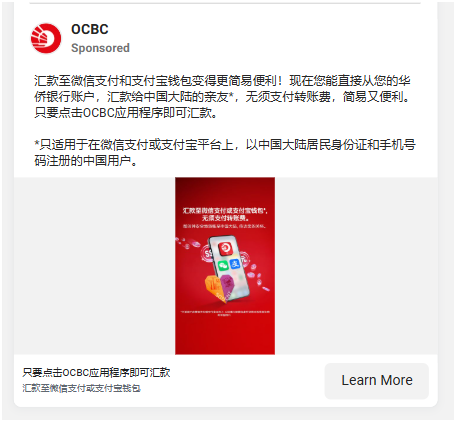 OCBC
Sponsored
汇款至微信支付和支付宝钱包变得更简易便利！现在您能直接从您的华
侨银行账户，汇款给中国大陆的亲友*，无须支付转账费，简易又便利。
只要点击OCBC应用程序即可汇款。
*只适用于在微信支付或支付宝平台上，以中国大陆居民身份证和手机号
码注册的中国用户。
汇款至微信支付或支付宝钱包*，
无须支付转账费。
只要点击OCBC应用程序即可汇款
汇款至微信支付或支付宝钱包
Learn More